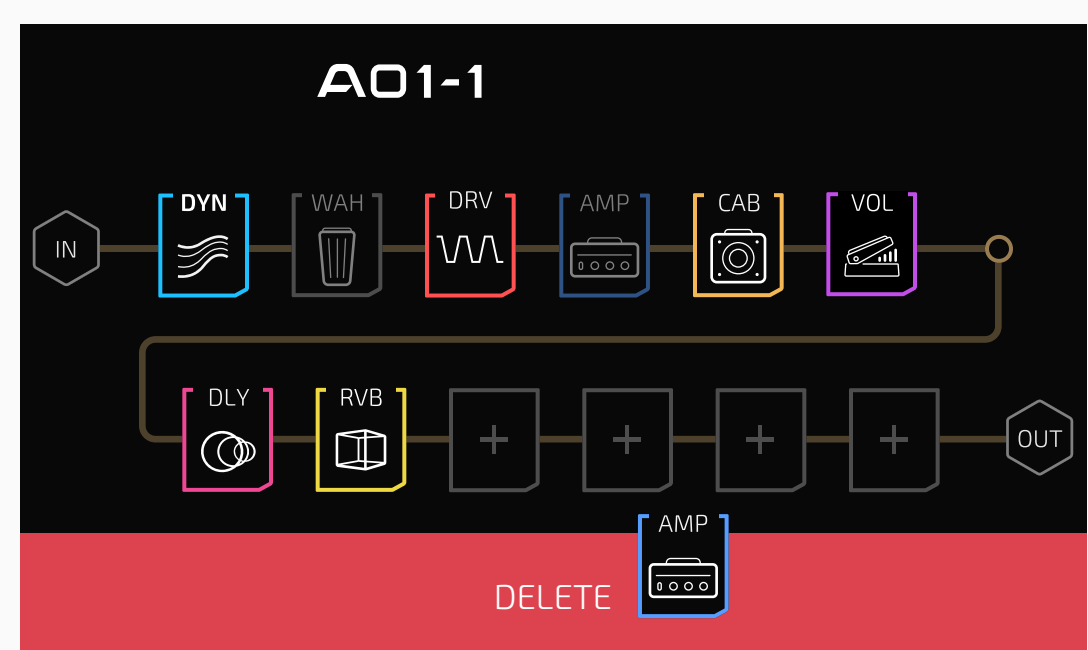 A01-1
IN
DYN
WAH
DRV
AMP
CAB
VOL
DLY
RVB
OUT
AMP
DELETE